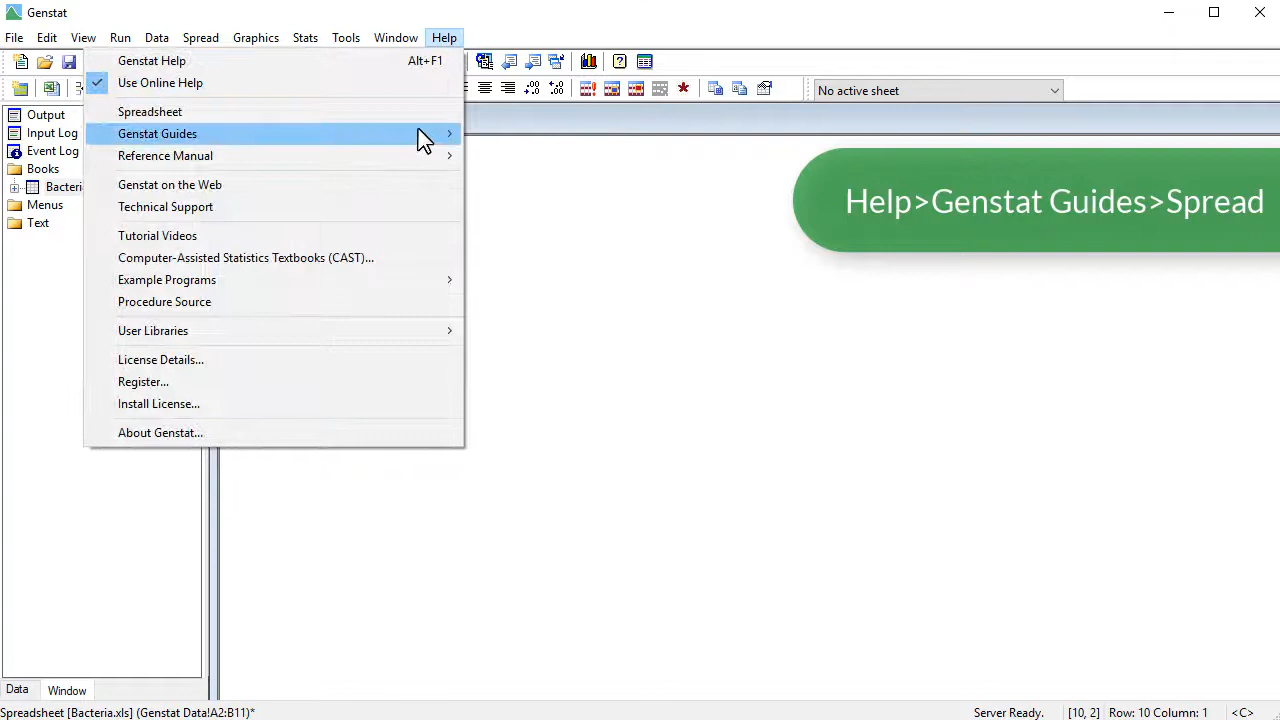 Genstat
File Edit View Run Data Spread Graphics Stats Tools Window Help
Genstat Help Alt+F1
Use Online Help
No active sheet
Spreadsheet
Output
Genstat Guides
Input Log
Event Log
Reference Manual
Books
Genstat on the Web
Bacteri
Help>Genstat Guides>Spread
Menus
Technical Support
Text
Tutorial Videos
Computer-Assisted Statistics Textbooks (CAST)...
Example Programs
Procedure Source
User Libraries
License Details...
Register...
Install License...
About Genstat...
Data Window
Spreadsheet [Bacteria.xls] (Genstat Data!A2:B11)* Server Ready. [10, 2] Row: 10 Column: 1 <C>